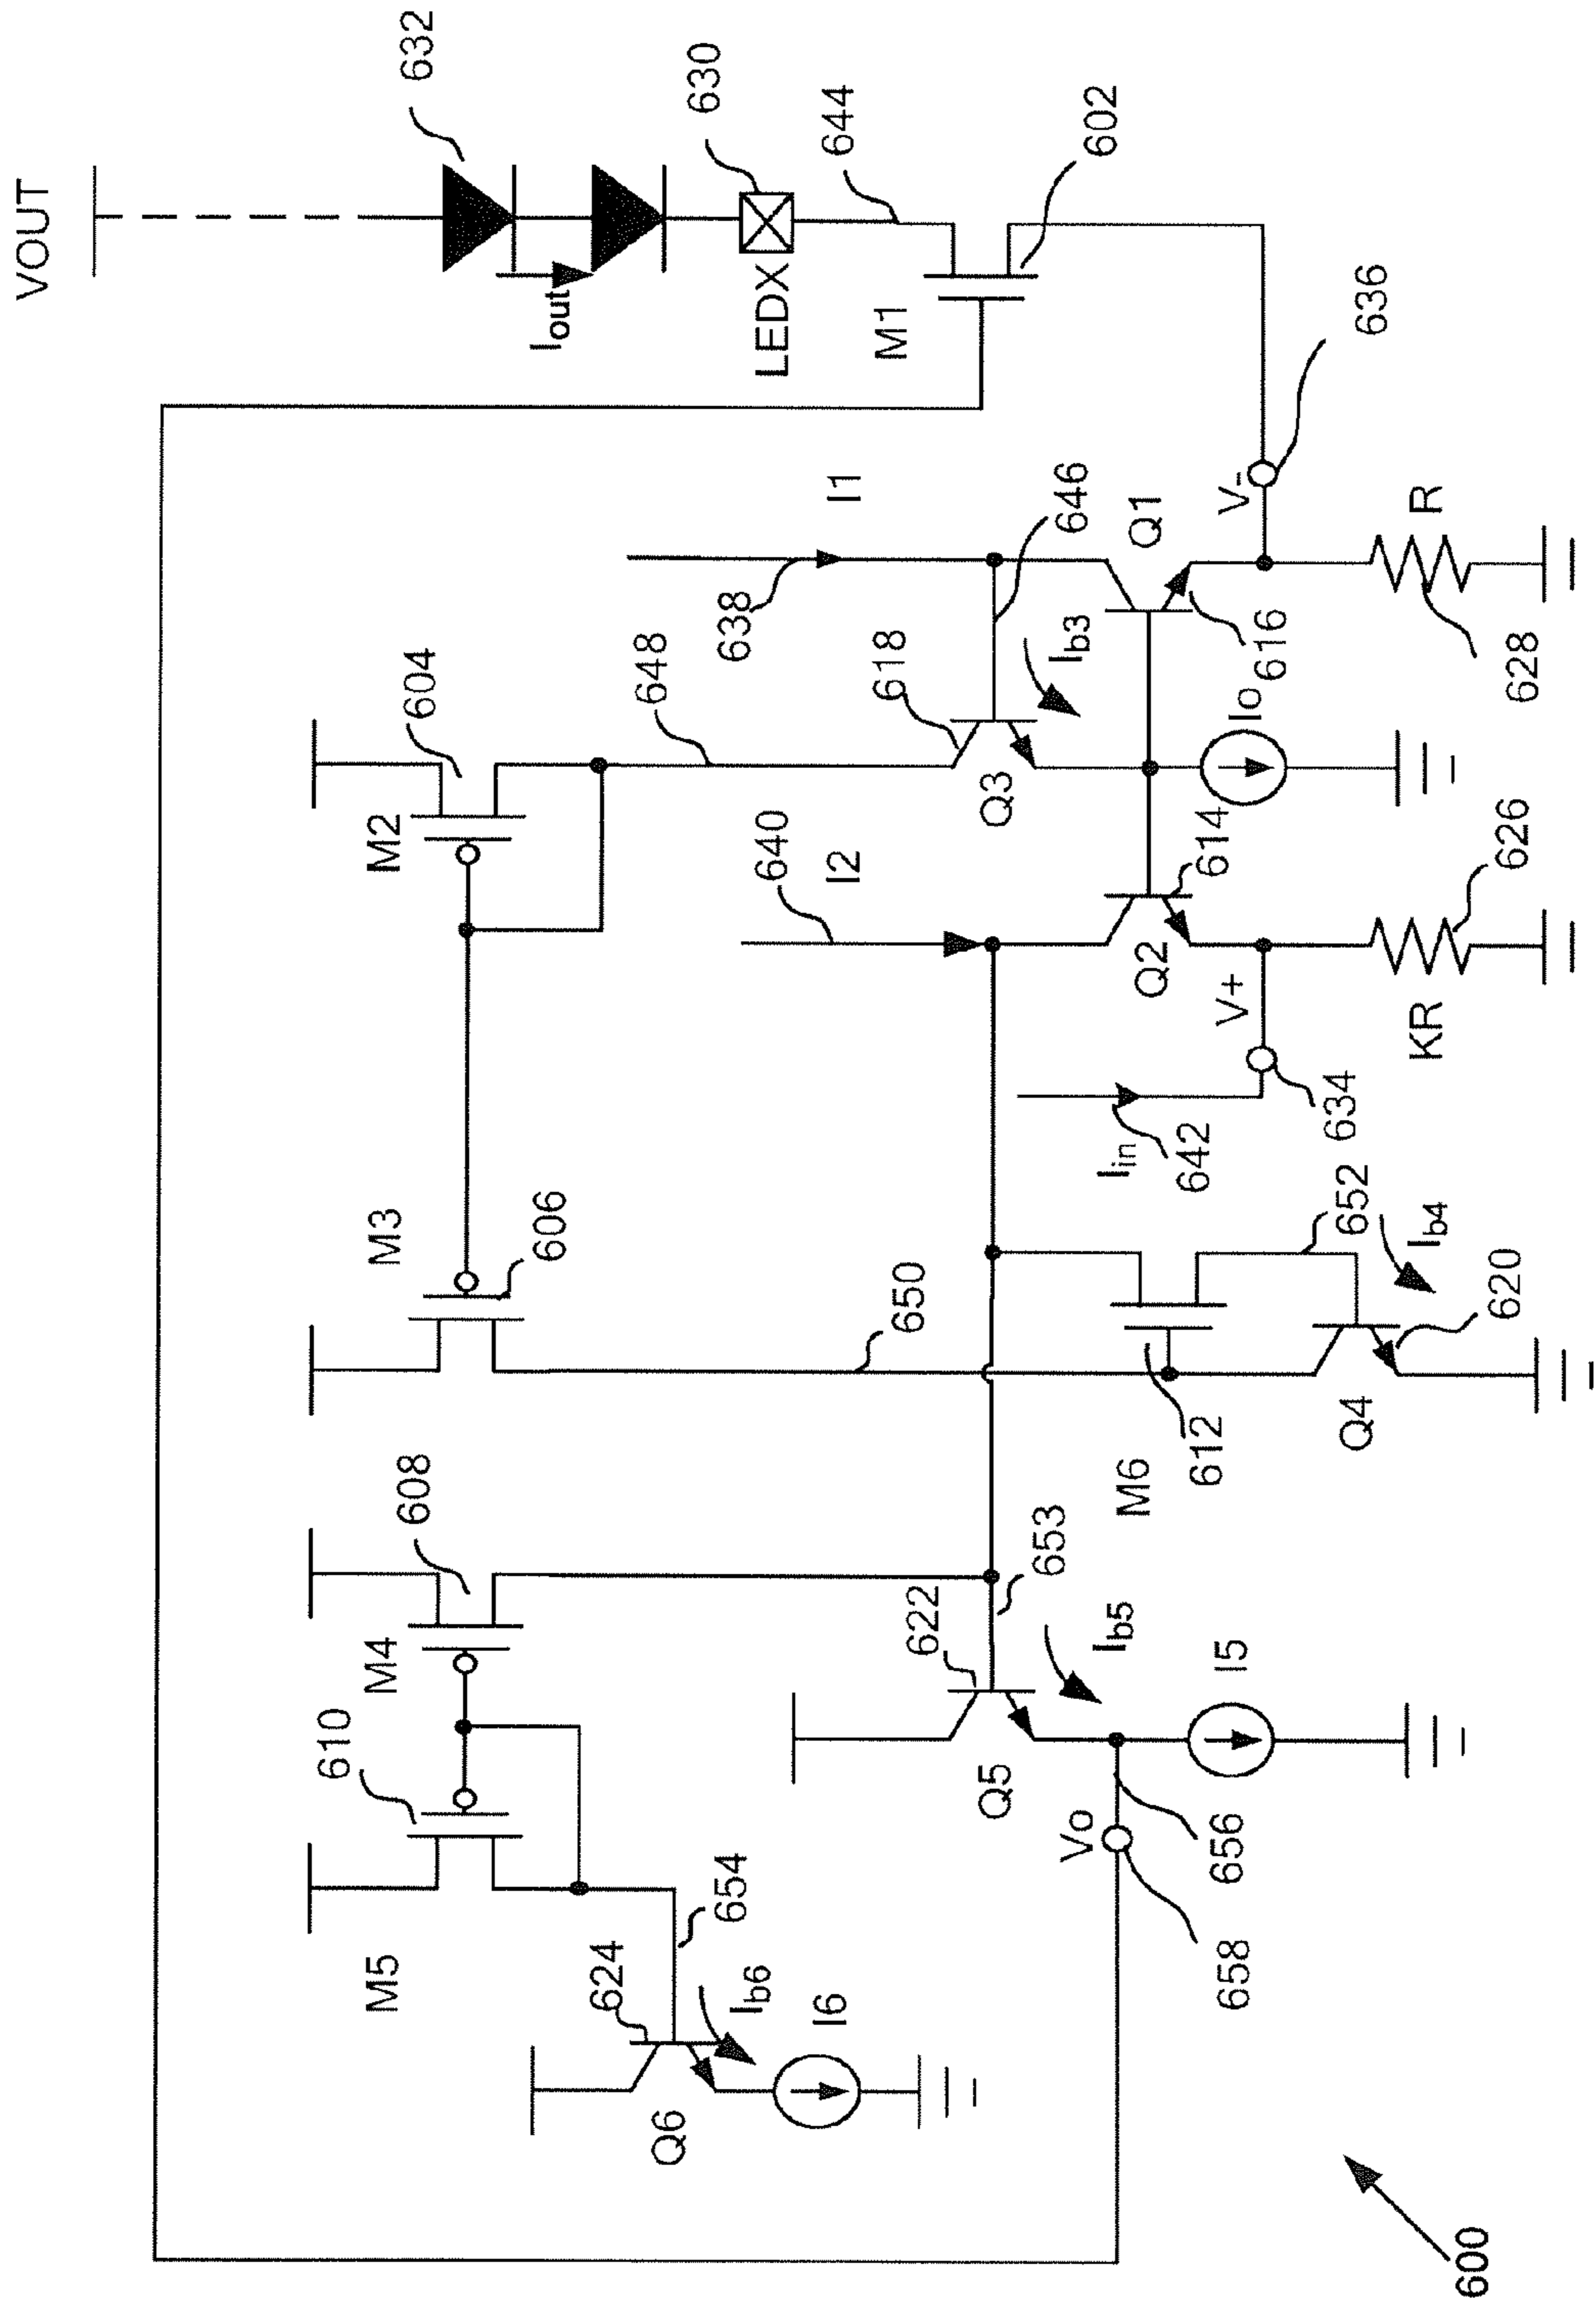 VOUT
632
Iout
630
LEDX
644
M1
602
604
M2
648
638
I1
618
646
Q3
Ib3
Q1
V-
636
616
Io
R
628
640
I2
614
Q2
V+
626
KR
Iin
642
634
M3
606
650
612
M6
652
Ib4
620
Q4
608
M4
622
653
Ib5
Q5
I5
610
M5
654
624
Ib6
Q6
I6
Vo
656
658
600